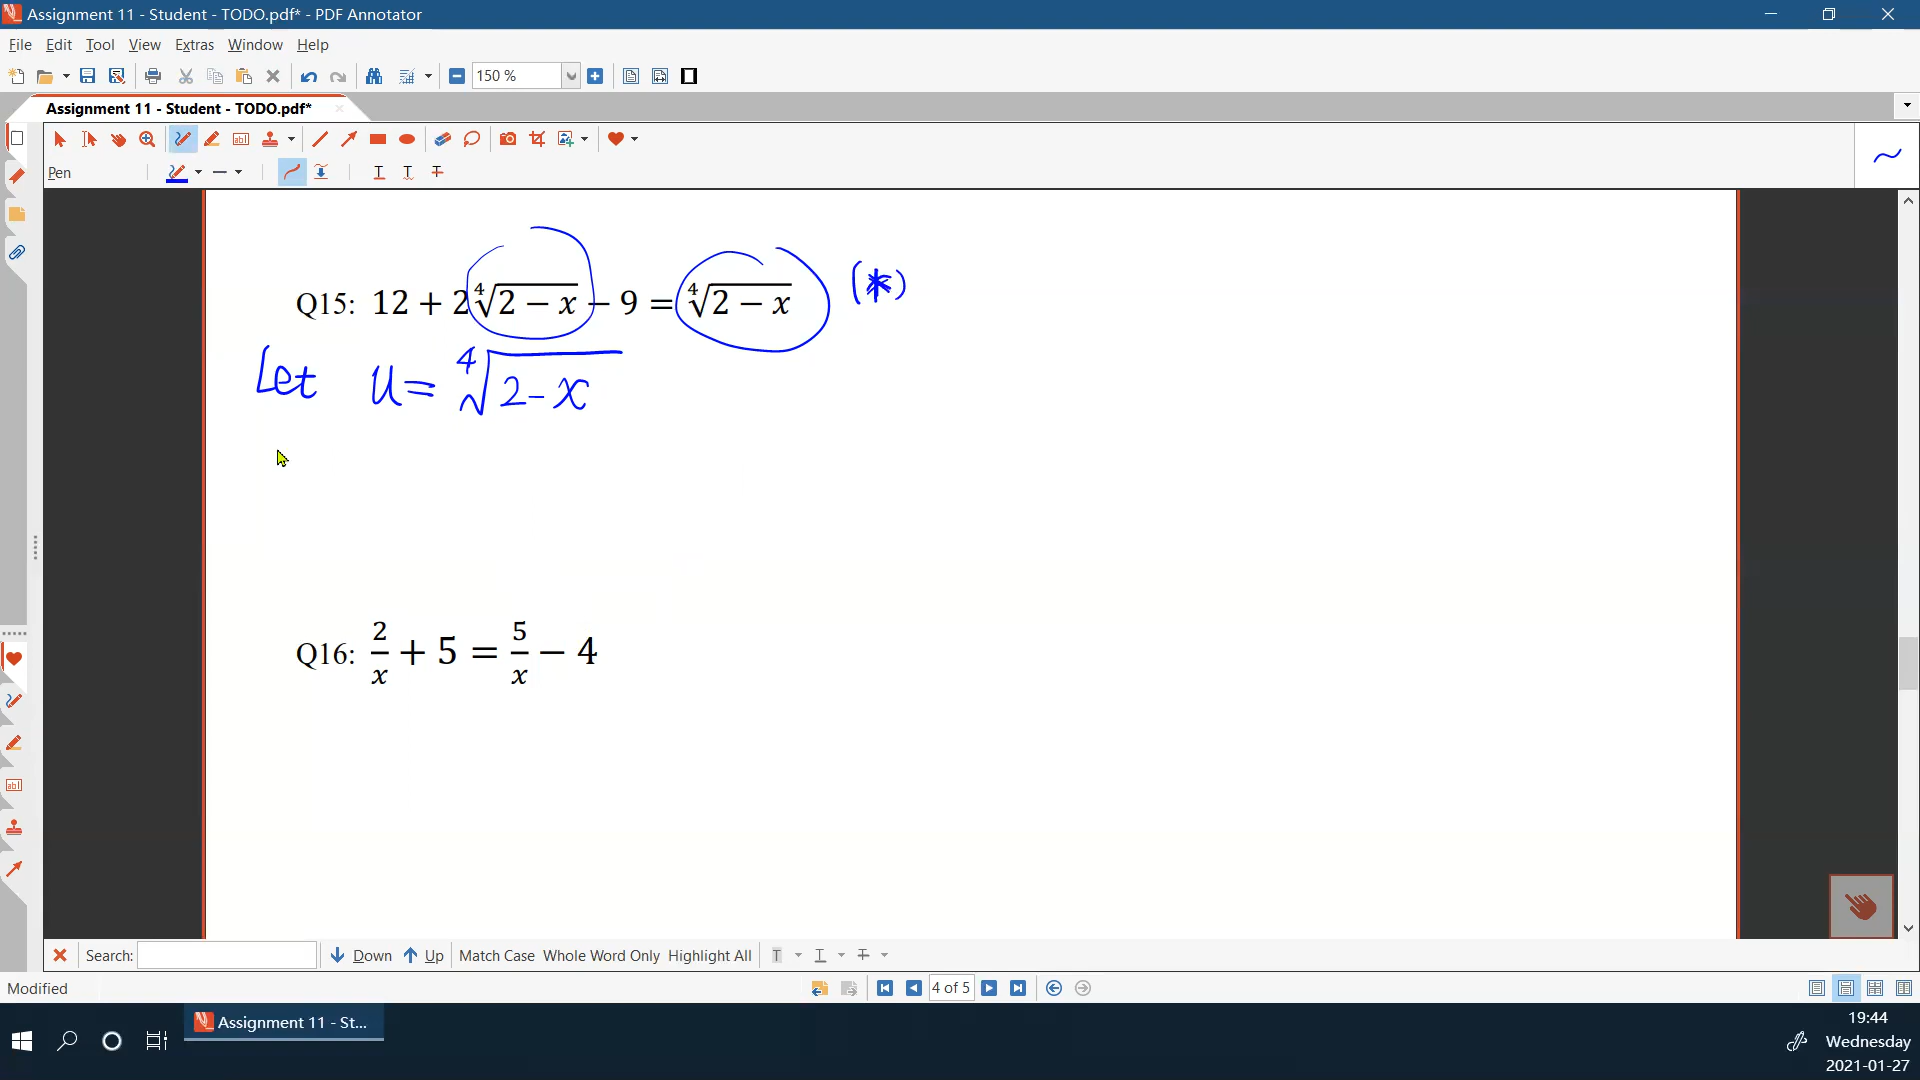 Assignment 11 - Student - TODO.pdf* - PDF Annotator
File Edit Tool View Extras Window Help
150 %
Assignment 11 - Student - TODO.pdf*
Pen
Q15: 12 + 2∜(2 − x) − 9 = ∜(2 − x) (*)
Let u = ∜(2 - x)
Q16: 2/x + 5 = 5/x − 4
Search: Down Up Match Case Whole Word Only Highlight All
Modified 4 of 5
Assignment 11 - St...
19:44
Wednesday
2021-01-27